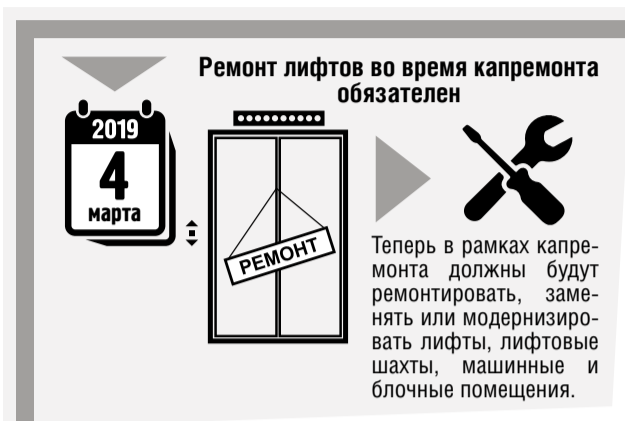 Ремонт лифтов во время капремонта
обязателен
2019
4
марта
РЕМОНТ
Теперь в рамках капре-
монта должны будут
ремонтировать, заме-
нять или модернизиро-
вать лифты, лифтовые
шахты, машинные и
блочные помещения.